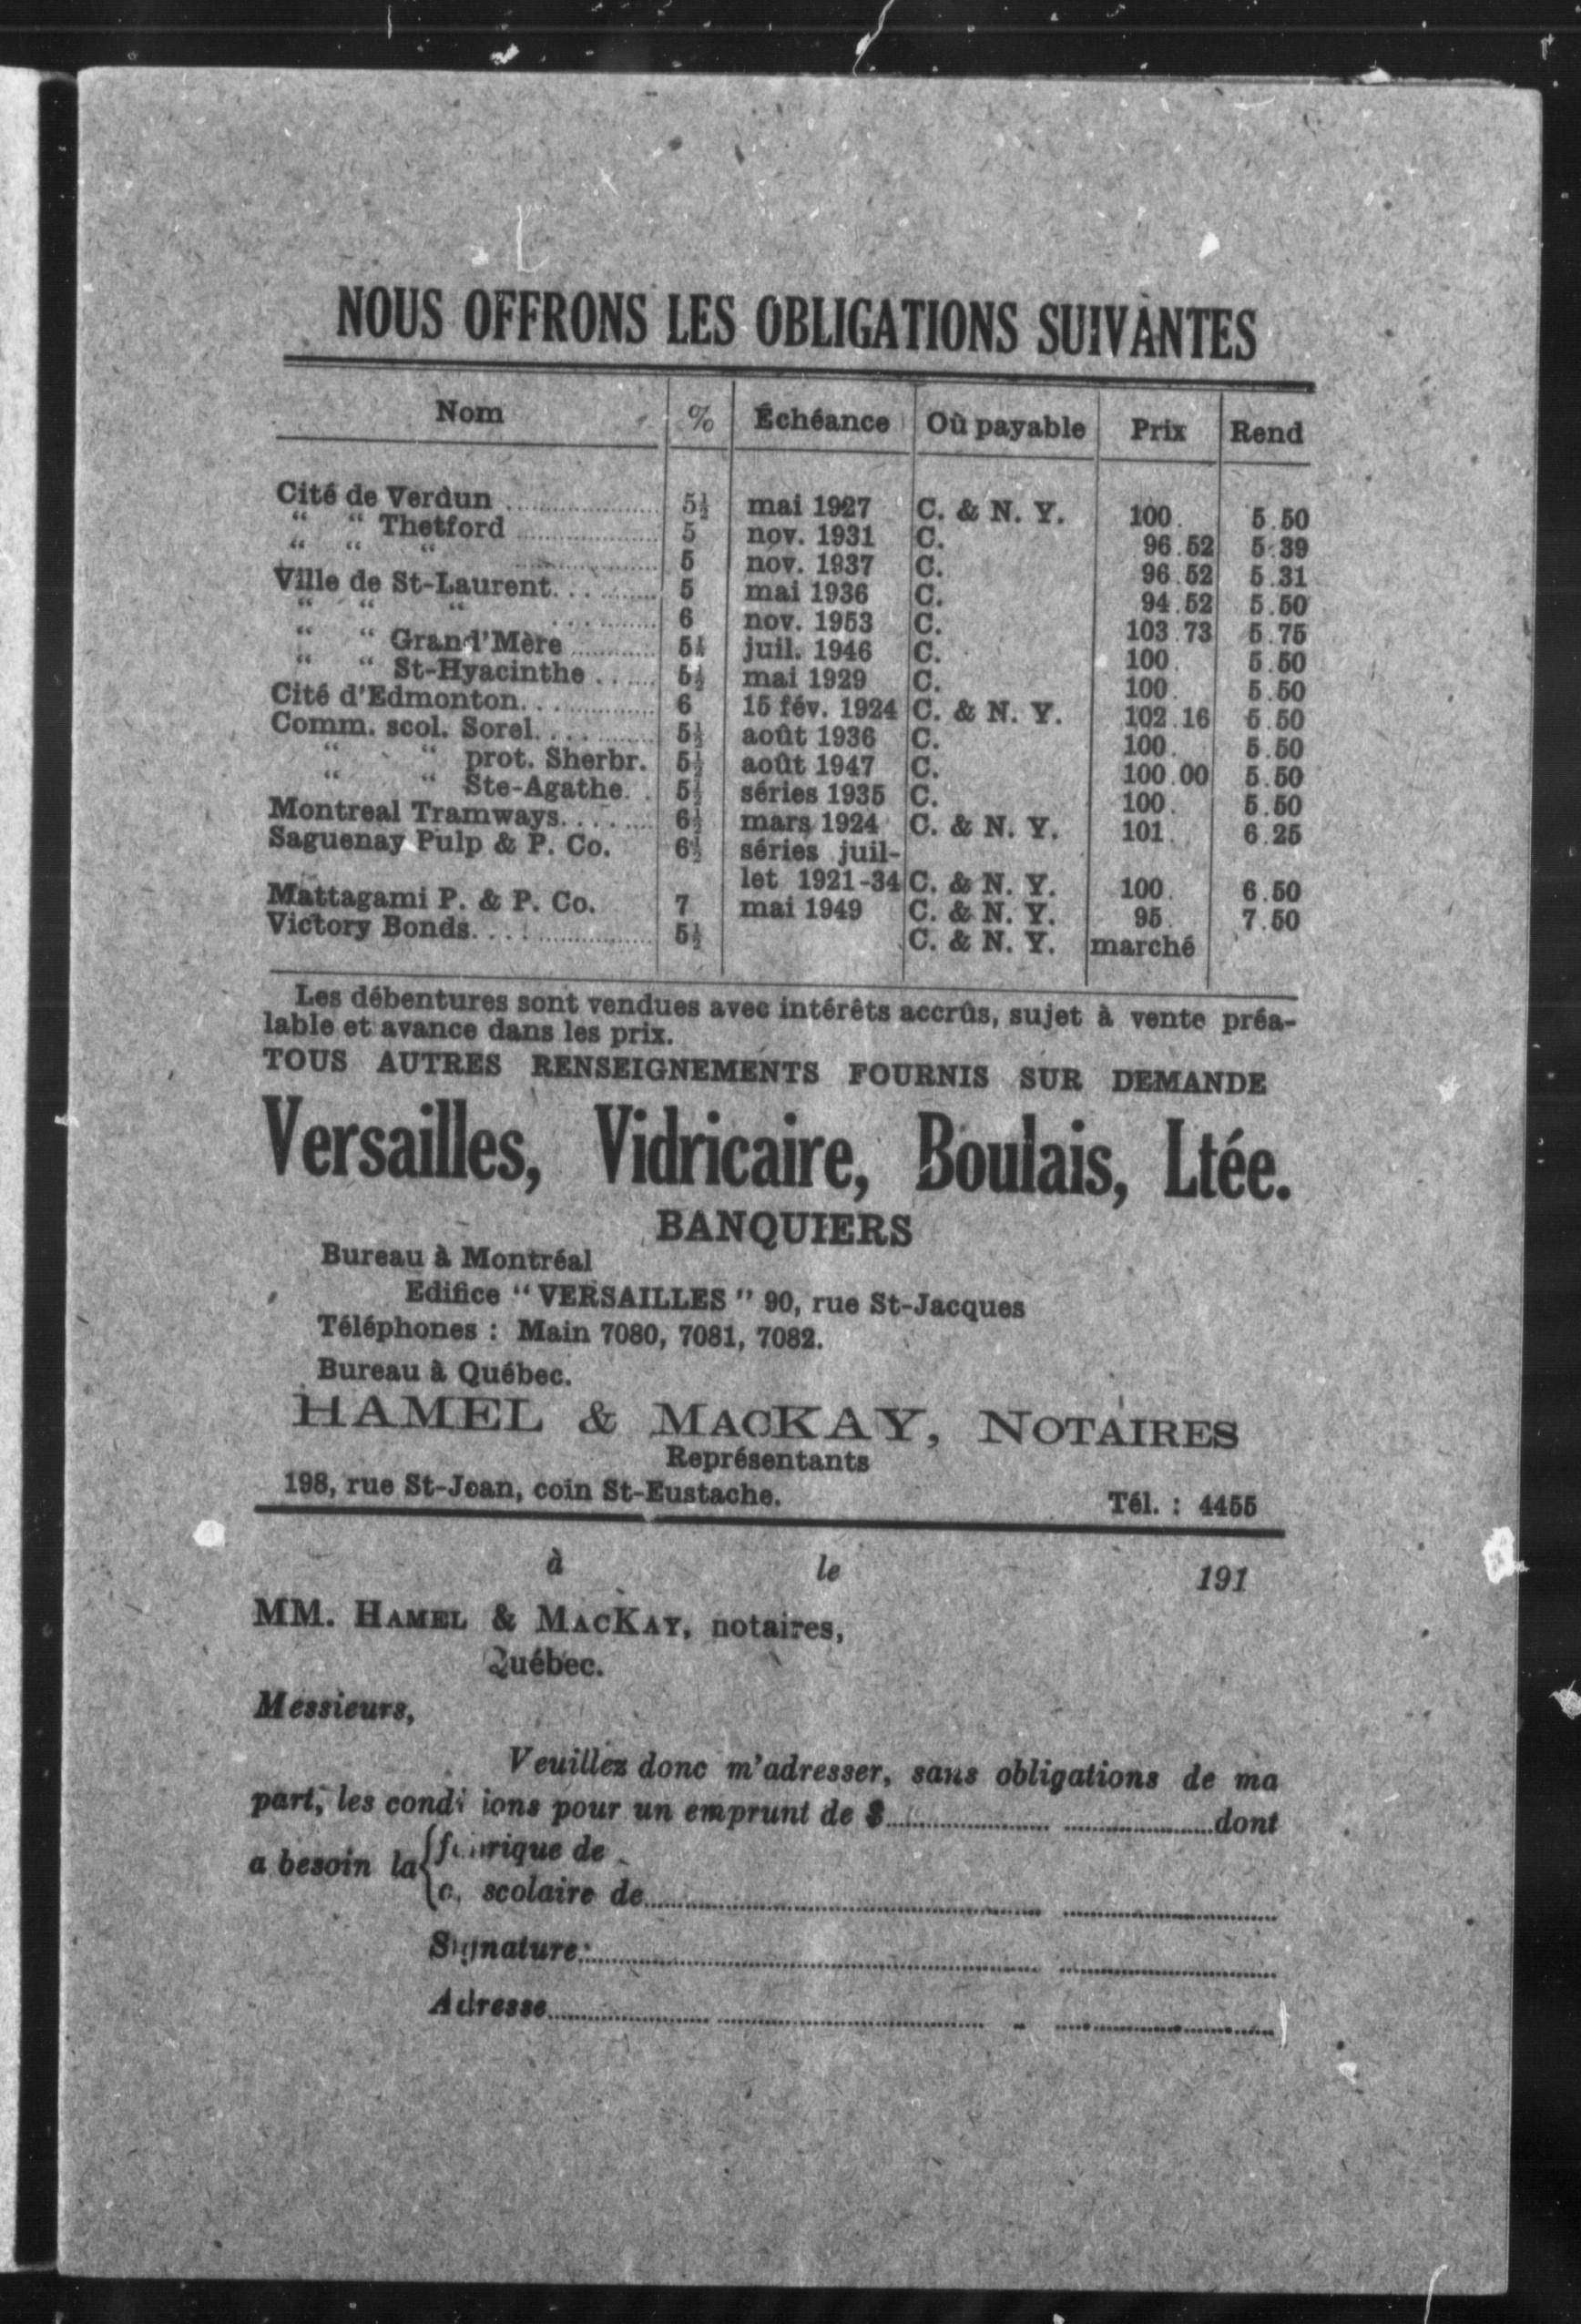 NOUS OFFRONS LES OBLIGATIONS SUIVANTES
Nom % Échéance Où payable Prix Rend
Cité de Verdun 5½ mai 1927 C. & N. Y. 100. 5.50
" " Thetford 5 nov. 1931 C. 96.52 5.39
" " " 5 nov. 1937 C. 96.52 5.31
Ville de St-Laurent 5 mai 1936 C. 94.52 5.50
" " " 6 nov. 1953 C. 103.73 5.75
" " Grand'Mère 5½ juil. 1946 C. 100. 5.50
" " St-Hyacinthe 5½ mai 1929 C. 100. 5.50
Cité d'Edmonton 6 15 fév. 1924 C. & N. Y. 102.16 5.50
Comm. scol. Sorel 5½ août 1936 C. 100. 5.50
" " prot. Sherbr. 5½ août 1947 C. 100.00 5.50
" " Ste-Agathe 5½ séries 1935 C. 100. 5.50
Montreal Tramways 6½ mars 1924 C. & N. Y. 101. 6.25
Saguenay Pulp & P. Co. 6½ séries juil-
let 1921-34 C. & N. Y. 100. 6.50
Mattagami P. & P. Co. 7 mai 1949 C. & N. Y. 95. 7.50
Victory Bonds 5½ C. & N. Y. marché
Les débentures sont vendues avec intérêts accrûs, sujet à vente préa-
lable et avance dans les prix.
TOUS AUTRES RENSEIGNEMENTS FOURNIS SUR DEMANDE
Versailles, Vidricaire, Boulais, Ltée.
BANQUIERS
Bureau à Montréal
Edifice " VERSAILLES " 90, rue St-Jacques
Téléphones : Main 7080, 7081, 7082.
Bureau à Québec.
HAMEL & MACKAY, NOTAIRES
Représentants
198, rue St-Jean, coin St-Eustache. Tél. : 4455
à le 191
MM. HAMEL & MACKAY, notaires,
Québec.
Messieurs,
Veuillez donc m'adresser, sans obligations de ma
part, les condi ions pour un emprunt de $ dont
a besoin la
de
c. scolaire de
Signature:
Adresse